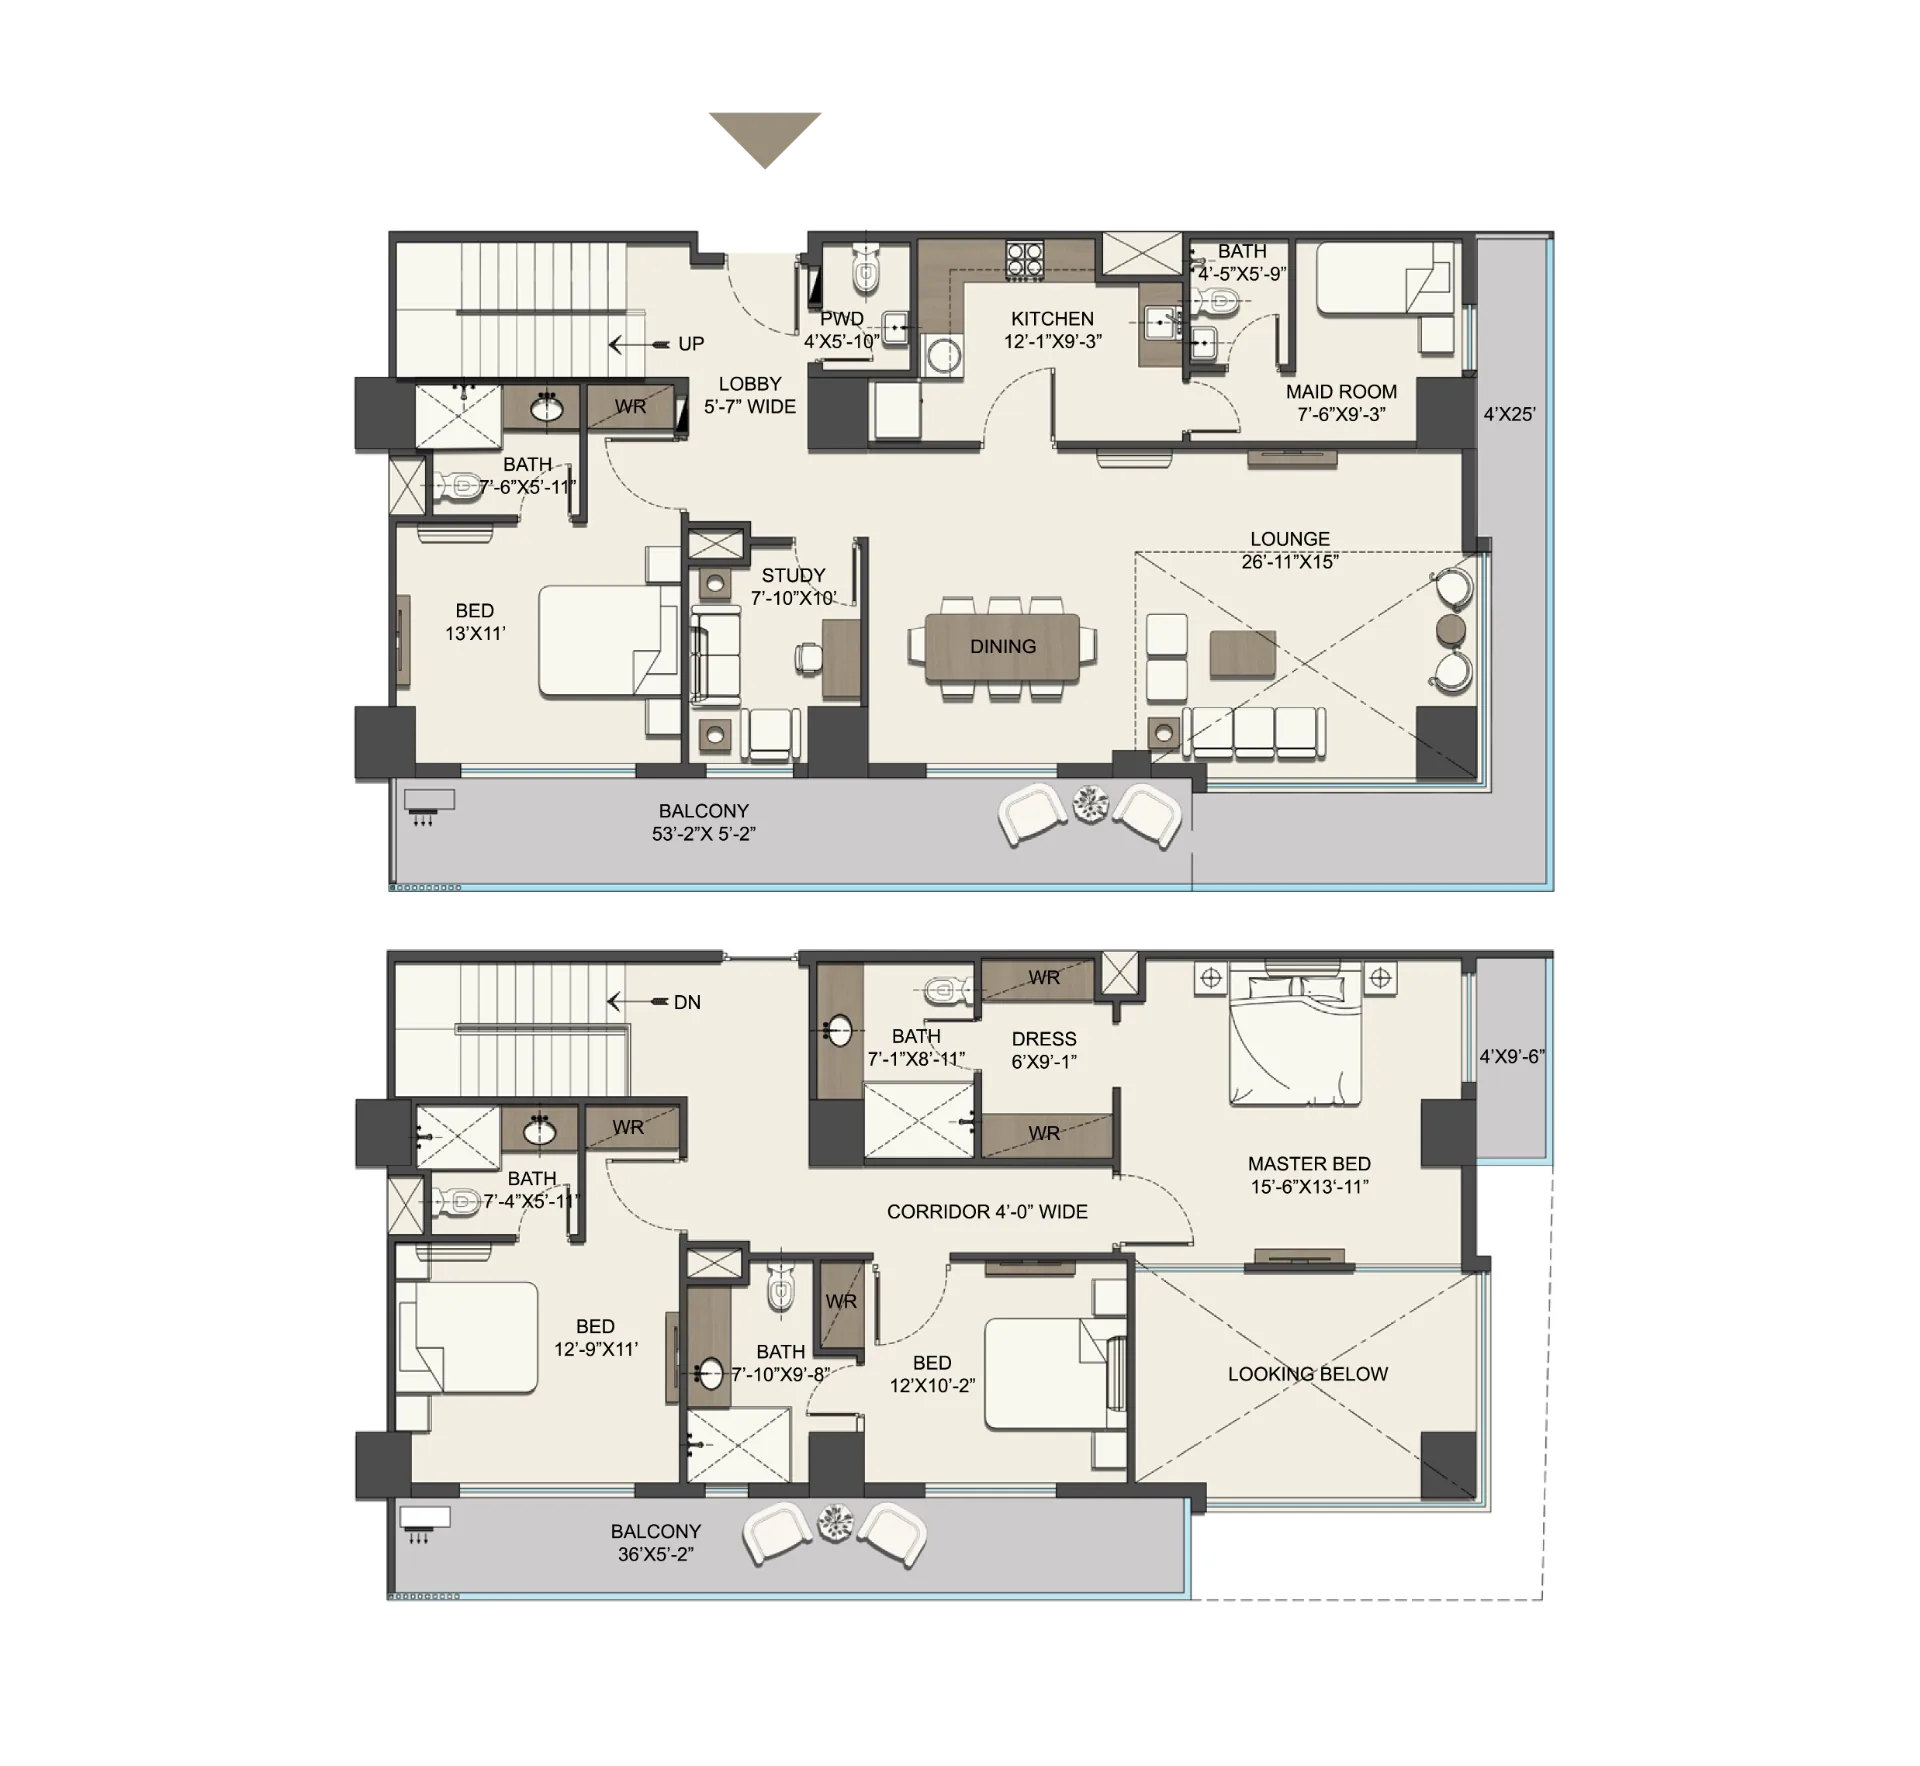 BATH
4'-5"X5'-9"
PWD
4'X5'-10"
KITCHEN
12'-1"X9'-3"
UP
LOBBY
5'-7" WIDE
WR
MAID ROOM
7'-6"X9'-3"
4'X25'
BATH
7'-6"X5'-11"
LOUNGE
26'-11"X15"
STUDY
7'-10"X10'
BED
13'X11'
DINING
BALCONY
53'-2"X 5'-2"
WR
DN
BATH
7'-1"X8'-11"
DRESS
6'X9'-1"
4'X9'-6"
WR
WR
MASTER BED
15'-6"X13'-11"
BATH
7'-4"X5'-11"
CORRIDOR 4'-0" WIDE
WR
BED
12'-9"X11'
BATH
7'-10"X9'-8"
BED
12'X10'-2"
LOOKING BELOW
BALCONY
36'X5'-2"